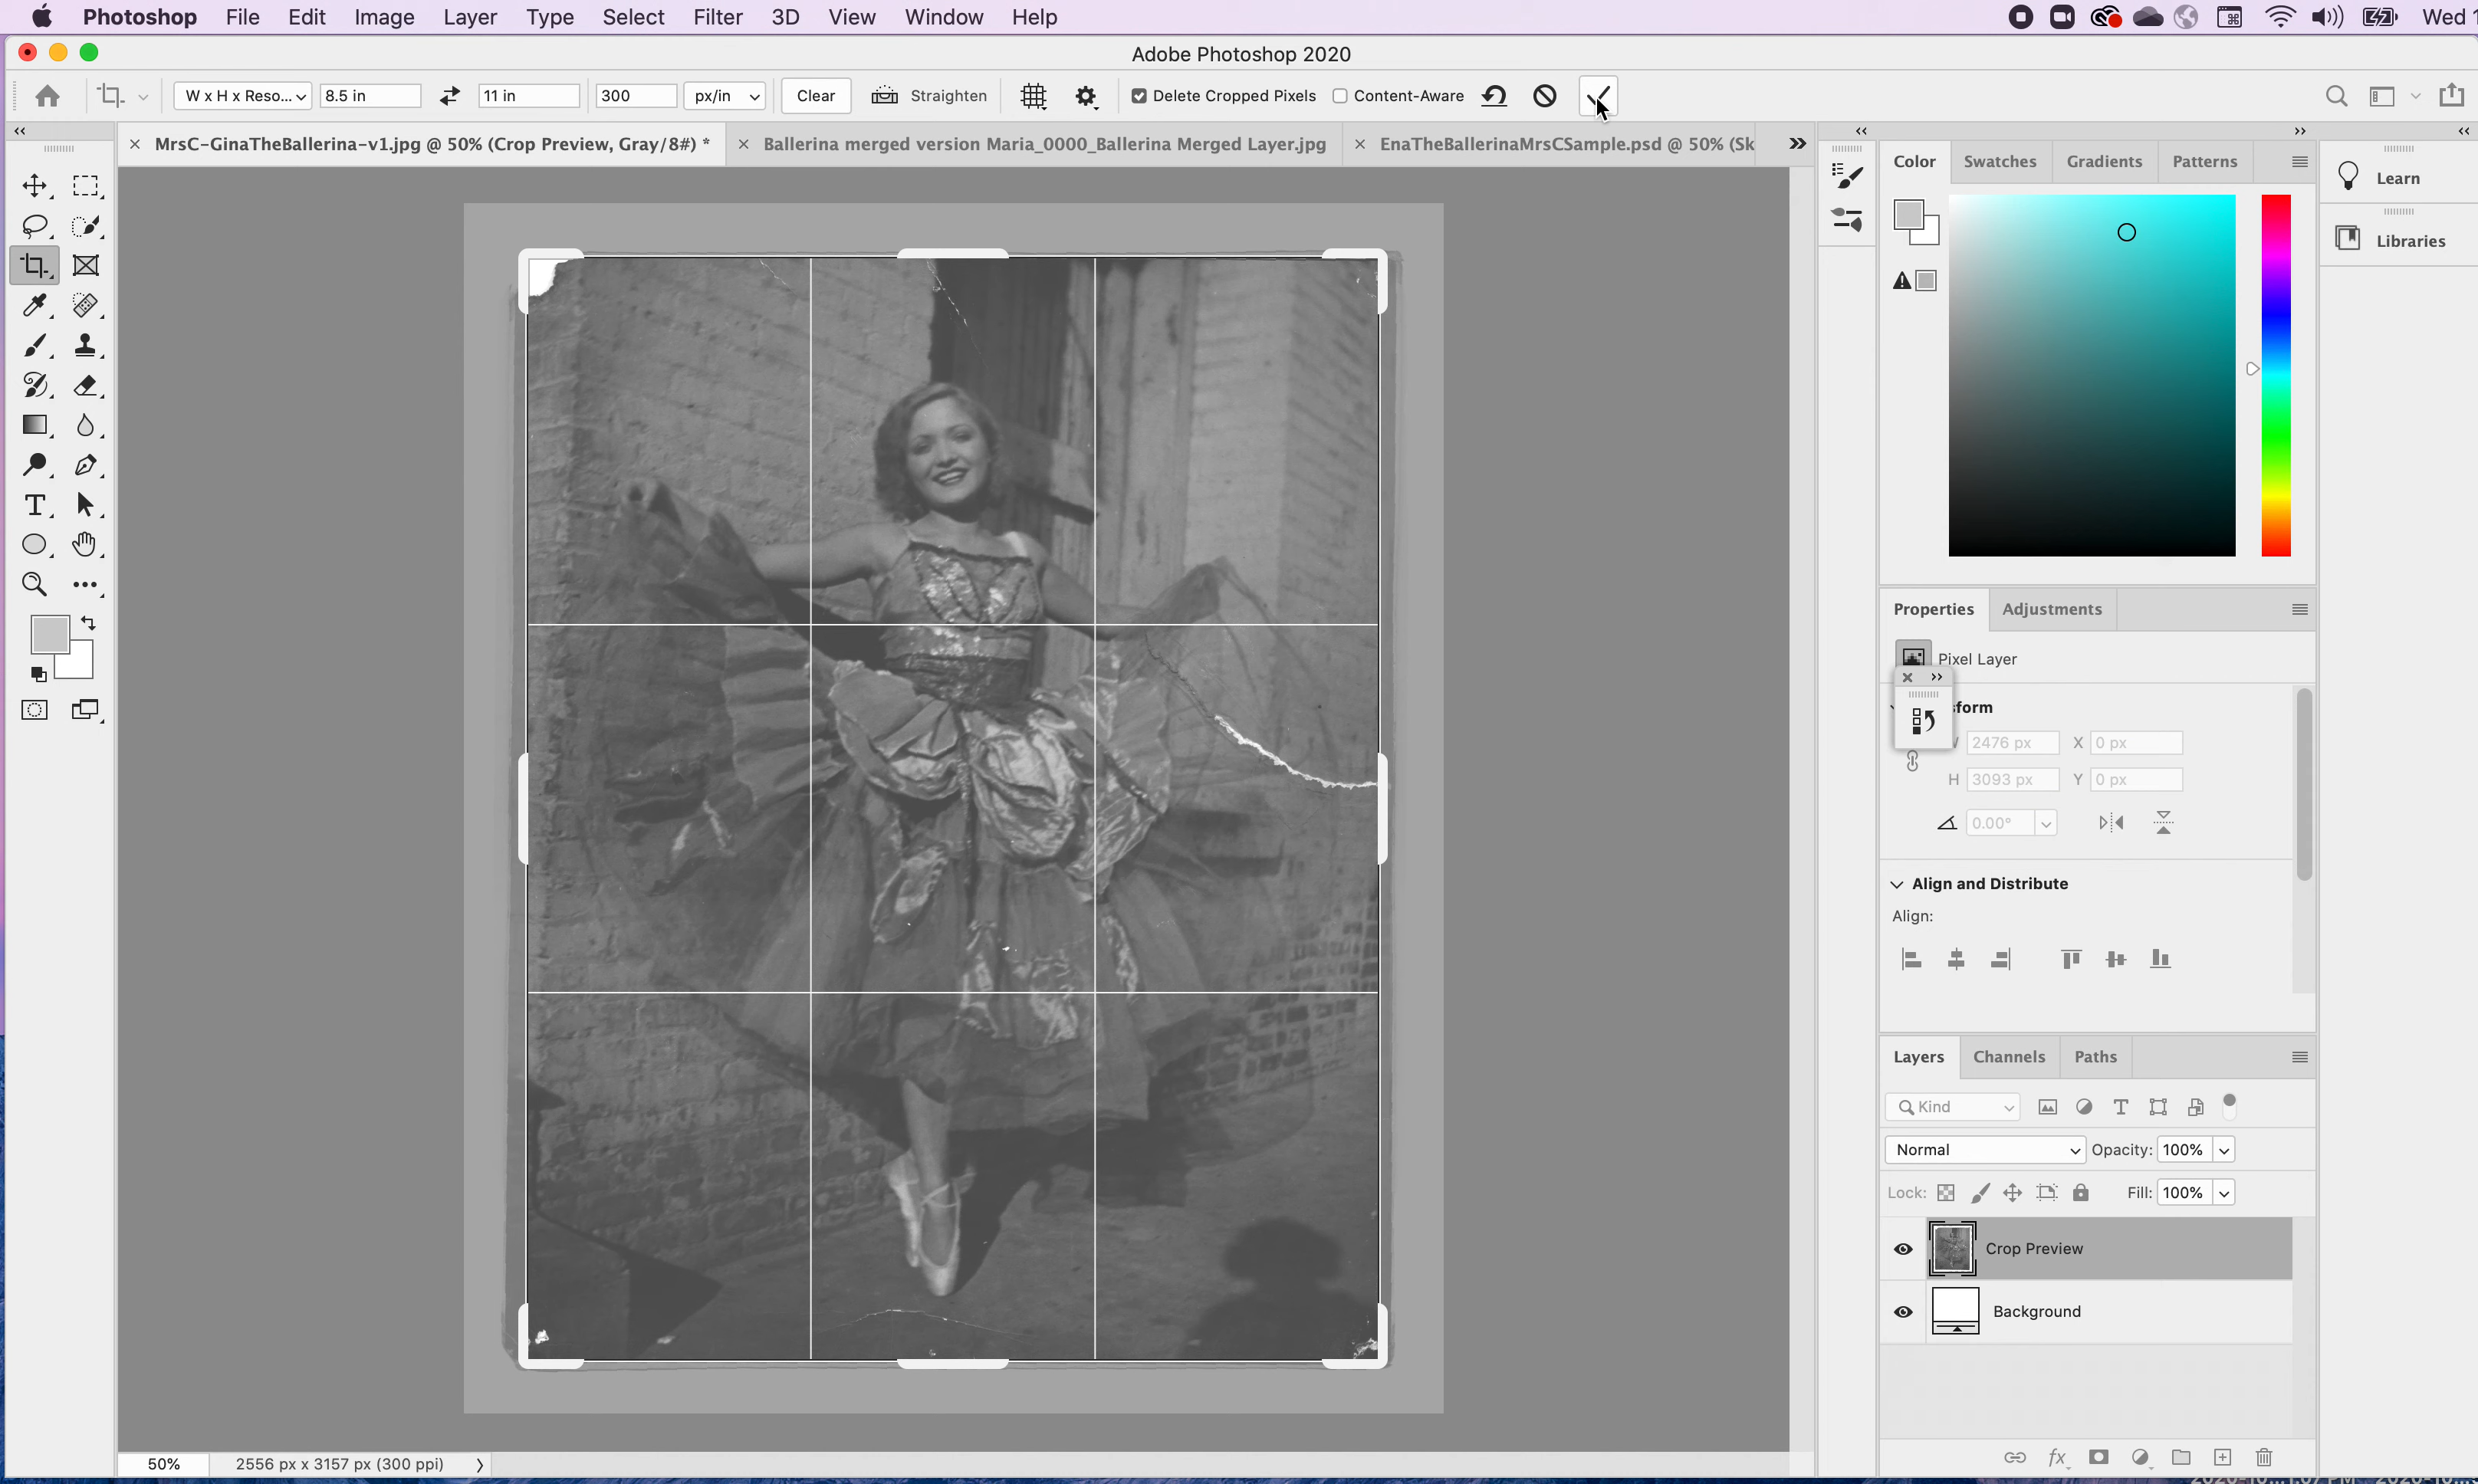 Photoshop File Edit Image Layer Type Select Filter 3D View Window Help Wed 1
Adobe Photoshop 2020
W x H x Reso... 8.5 in 11 in 300 px/in Clear Straighten Delete Cropped Pixels Content-Aware
MrsC-GinaTheBallerina-v1.jpg @ 50% (Crop Preview, Gray/8#) * Ballerina merged version Maria_0000_Ballerina Merged Layer.jpg EnaTheBallerinaMrsCSample.psd @ 50% (Sk
Color Swatches Gradients Patterns
Learn
Libraries
Properties Adjustments
Pixel Layer
sform
2476 px X 0 px
H 3093 px Y 0 px
0.00°
Align and Distribute
Align:
Layers Channels Paths
Kind
Normal Opacity: 100%
Lock: Fill: 100%
Crop Preview
Background
50% 2556 px x 3157 px (300 ppi)